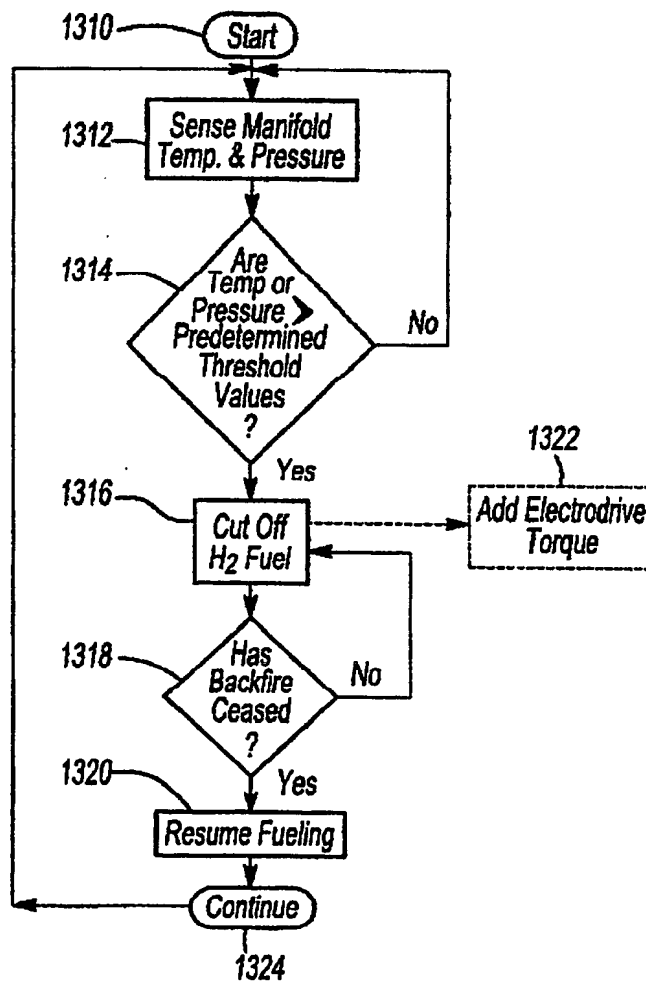 1310
Start
1312
Sense Manifold
Temp. & Pressure
1314
Are
Temp or
Pressure >
Predetermined
Threshold
Values
?
No
Yes
1316
Cut Off
H2 Fuel
1322
Add Electrodrive
Torque
1318
Has
Backfire
Ceased
?
No
Yes
1320
Resume Fueling
Continue
1324